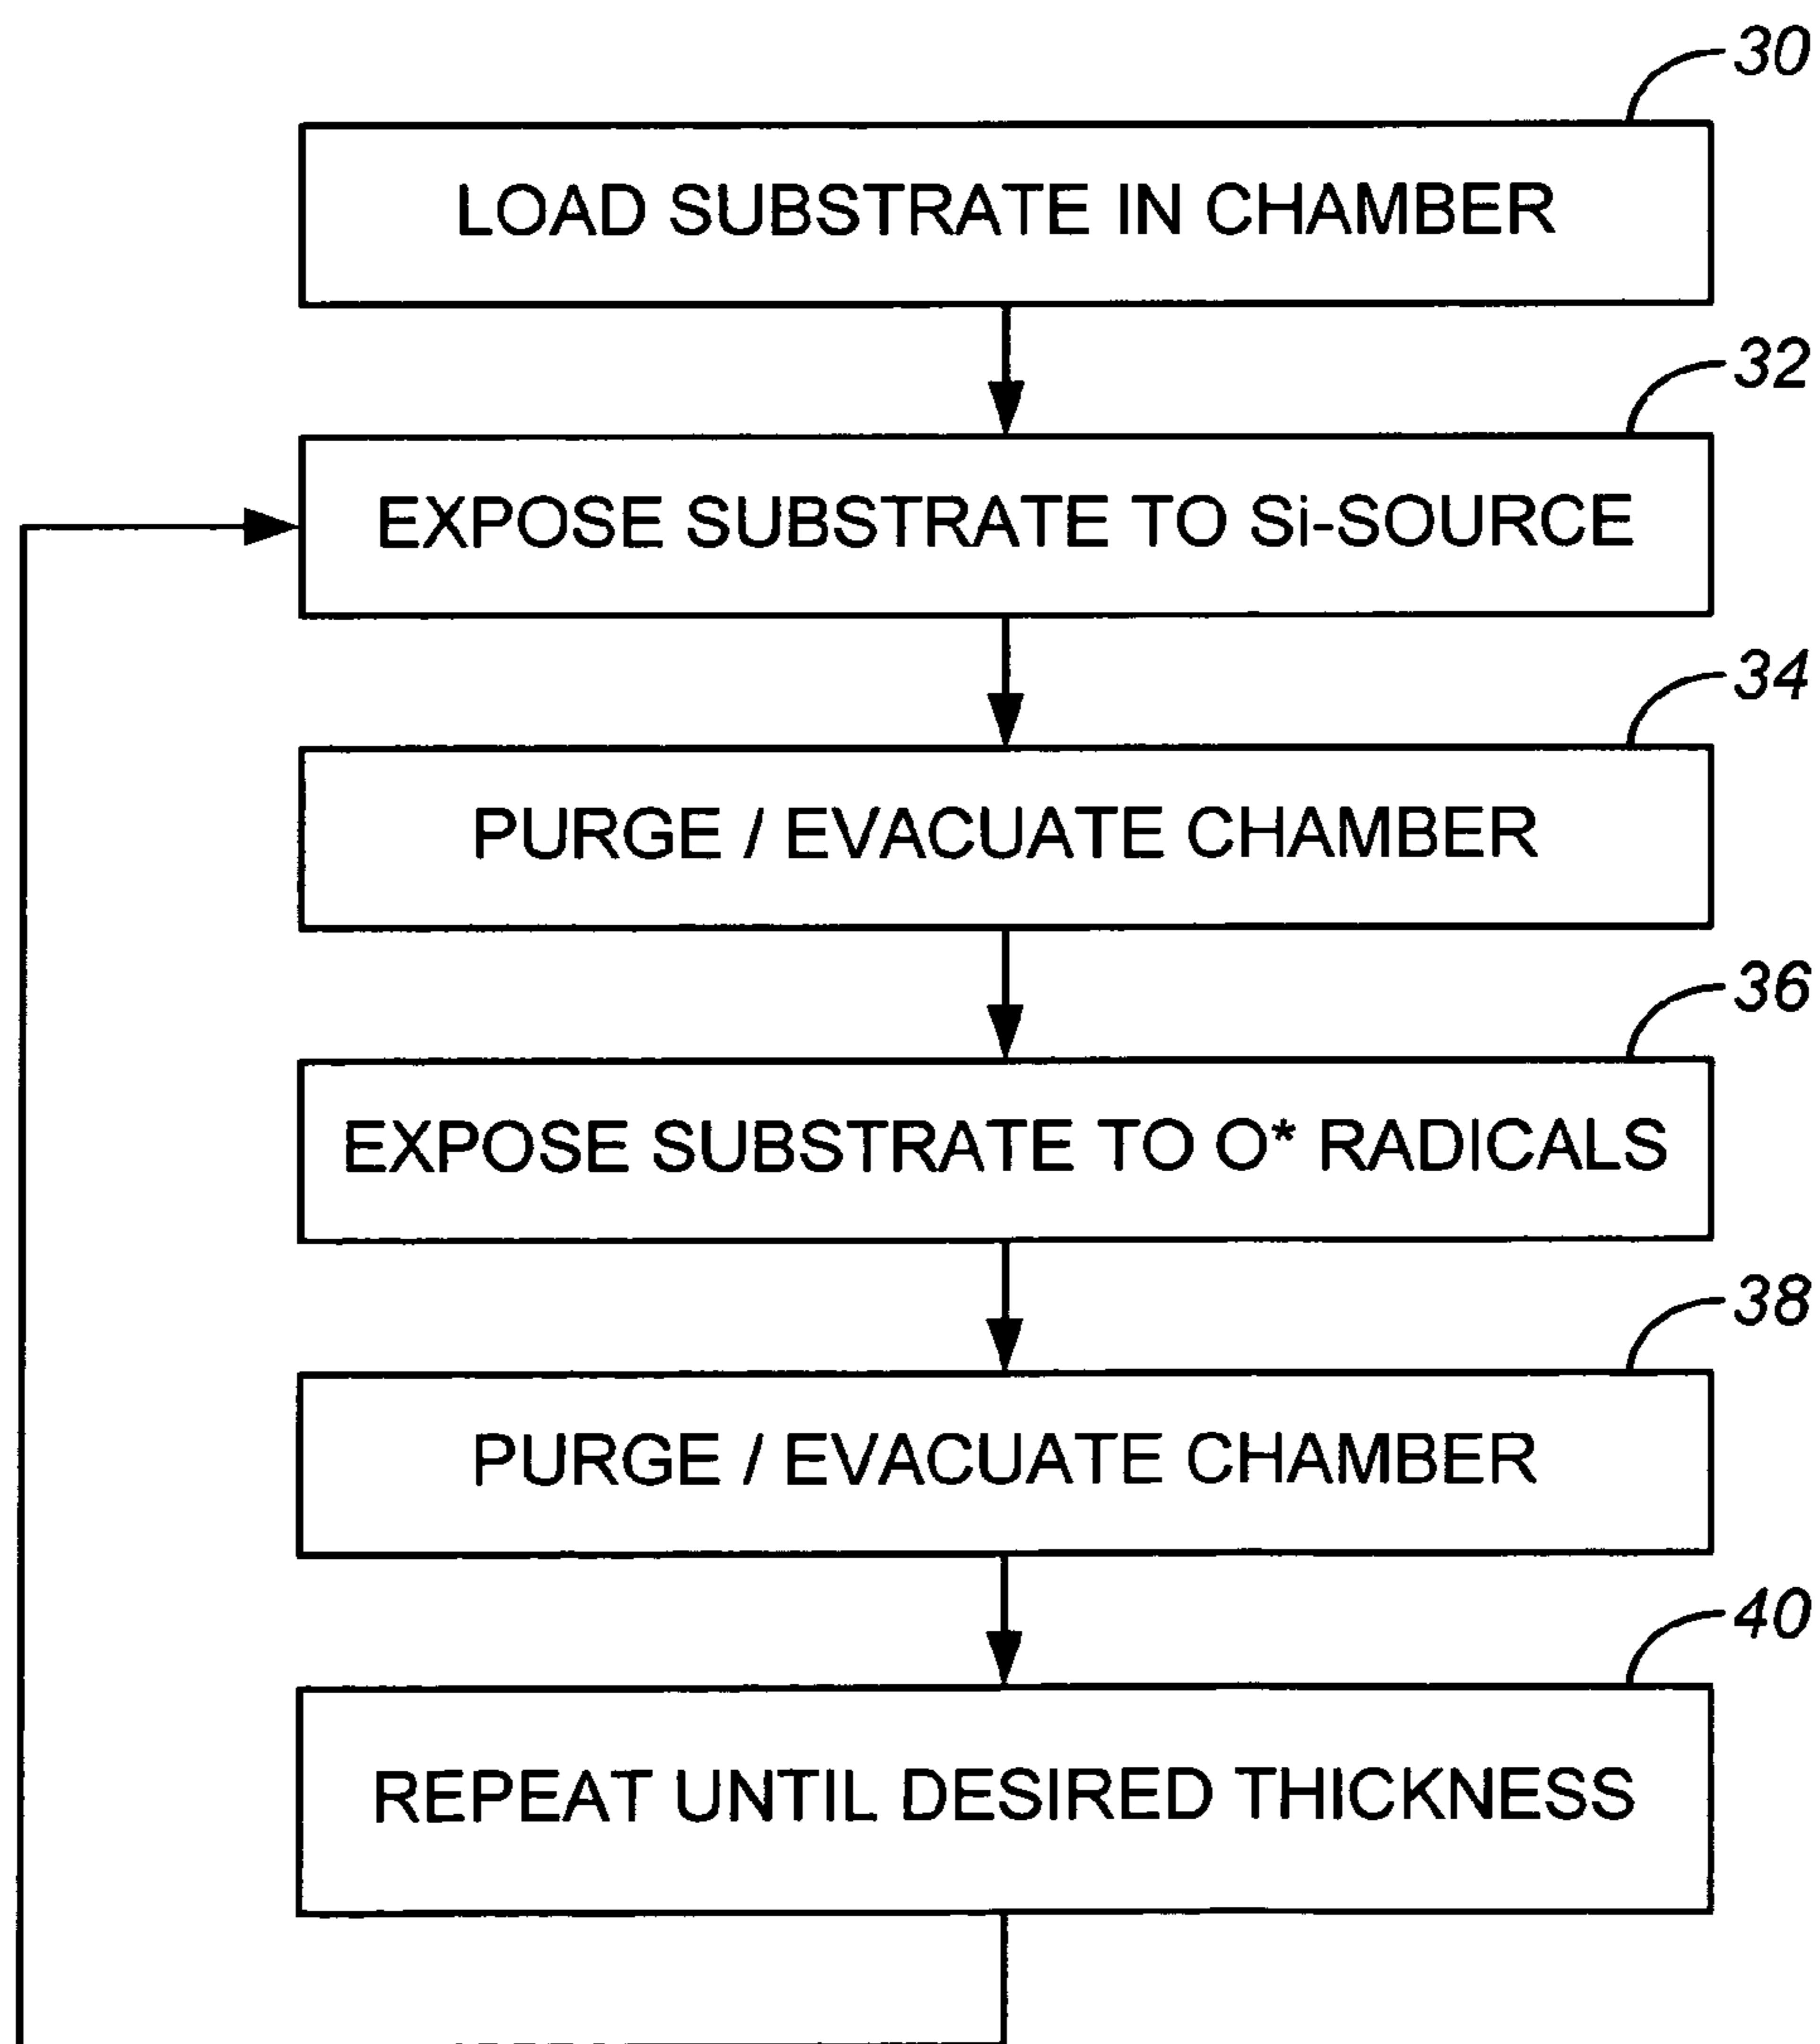 30
LOAD SUBSTRATE IN CHAMBER
32
EXPOSE SUBSTRATE TO Si-SOURCE
34
PURGE / EVACUATE CHAMBER
36
EXPOSE SUBSTRATE TO O* RADICALS
38
PURGE / EVACUATE CHAMBER
40
REPEAT UNTIL DESIRED THICKNESS